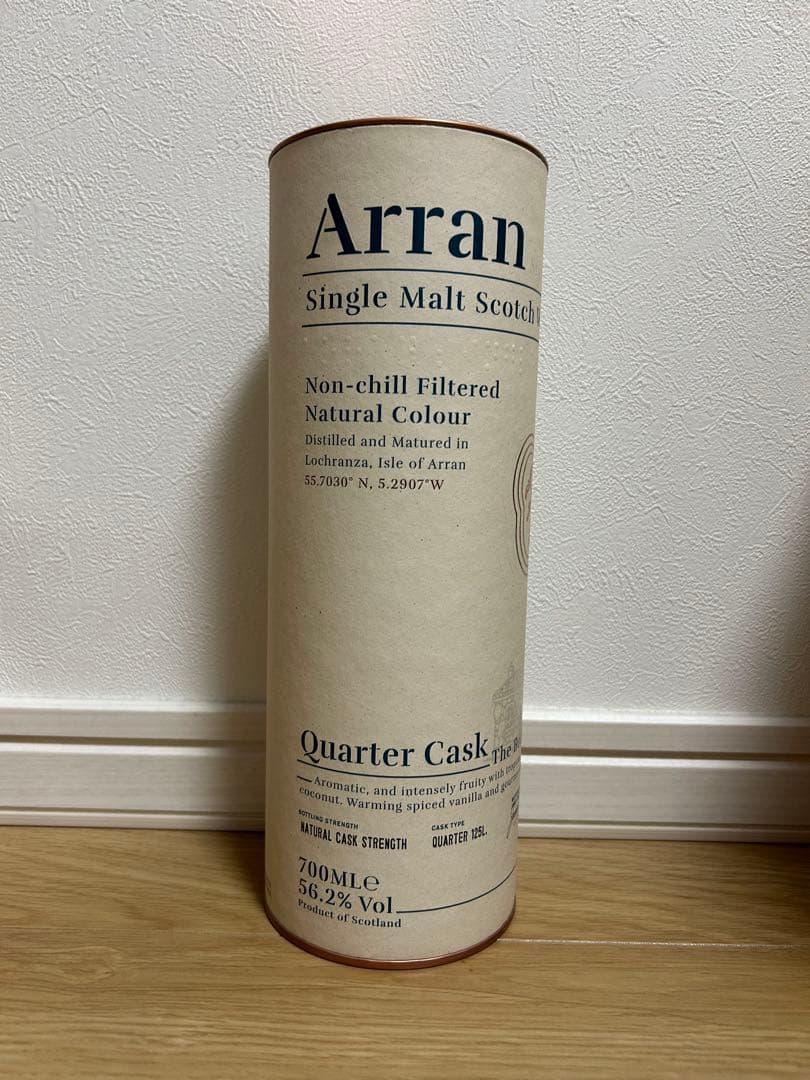 Arran
Single Malt Scotch
Non-chill Filtered
Natural Colour
Distilled and Matured in
Lochranza, Isle of Arran
55.7030° N, 5.2907°W
Quarter Cask The
Aromatic, and intensely fruity with
coconut. Warming spiced vanilla and
BOTTLING STRENGTH
NATURAL CASK STRENGTH
CASK TYPE
QUARTER 125L.
700ML℮
56.2% Vol
Product of Scotland